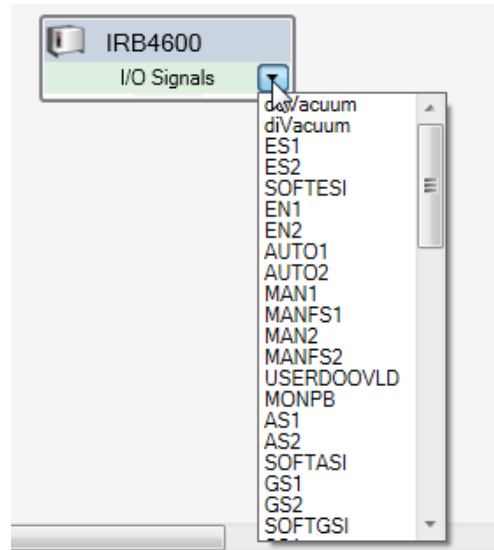 IRB4600
I/O Signals
diVacuum
ES1
ES2
SOFTESI
EN1
EN2
AUTO1
AUTO2
MAN1
MANFS1
MAN2
MANFS2
USERDOOVLD
MONPB
AS1
AS2
SOFTASI
GS1
GS2
SOFTGSI